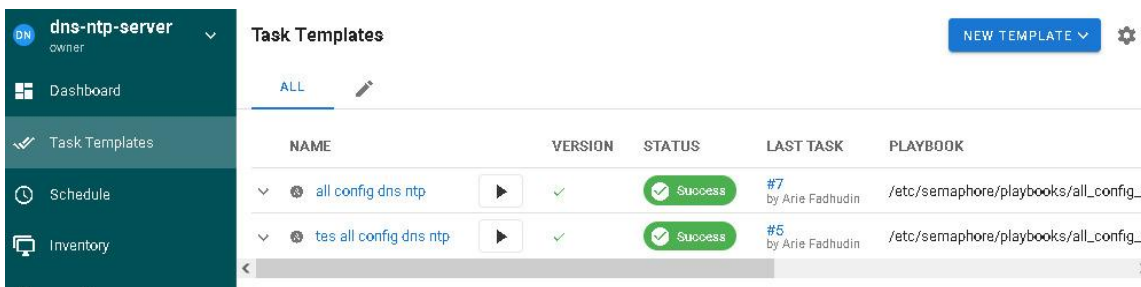 DN dns-ntp-server
owner
Dashboard
Task Templates
Schedule
Inventory
Task Templates
NEW TEMPLATE
ALL
NAME VERSION STATUS LAST TASK PLAYBOOK
all config dns ntp Success #7 /etc/semaphore/playbooks/all_config_
by Arie Fadhudin
tes all config dns ntp Success #5 /etc/semaphore/playbooks/all_config_
by Arie Fadhudin